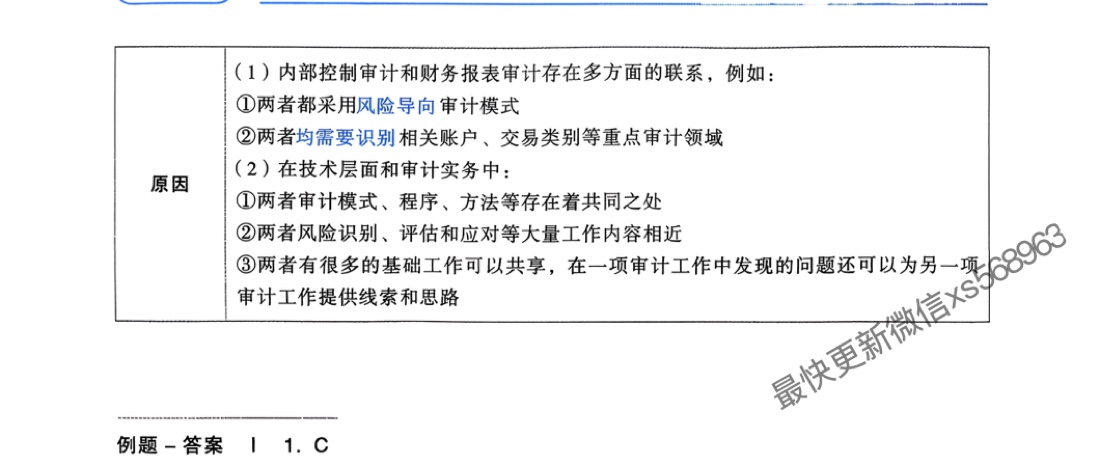 （1）内部控制审计和财务报表审计存在多方面的联系，例如：
①两者都采用风险导向审计模式
②两者均需要识别相关账户、交易类别等重点审计领域
原因
（2）在技术层面和审计实务中：
①两者审计模式、程序、方法等存在着共同之处
②两者风险识别、评估和应对等大量工作内容相近
③两者有很多的基础工作可以共享，在一项审计工作中发现的问题还可以为另一项
审计工作提供线索和思路
最快更新微信xs568963
例题－答案 | 1. C